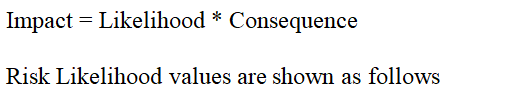 Impact = Likelihood * Consequence
Risk Likelihood values are shown as follows